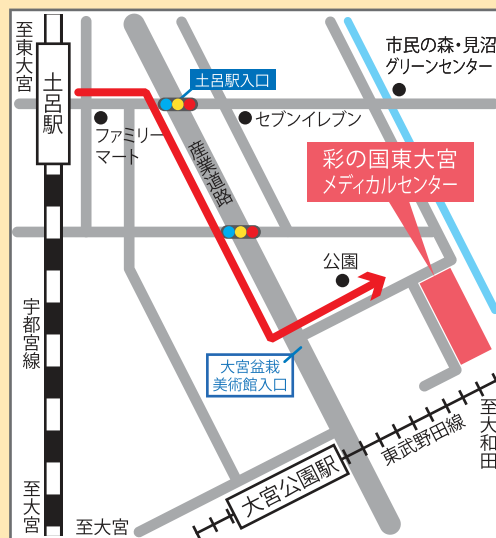 至東大宮
土呂駅
土呂駅入口
市民の森・見沼
グリーンセンター
ファミリー
マート
セブンイレブン
産業道路
彩の国東大宮
メディカルセンター
公園
宇都宮線
大宮盆栽
美術館入口
東武野田線
至大和田
大宮公園駅
至大宮
至大宮